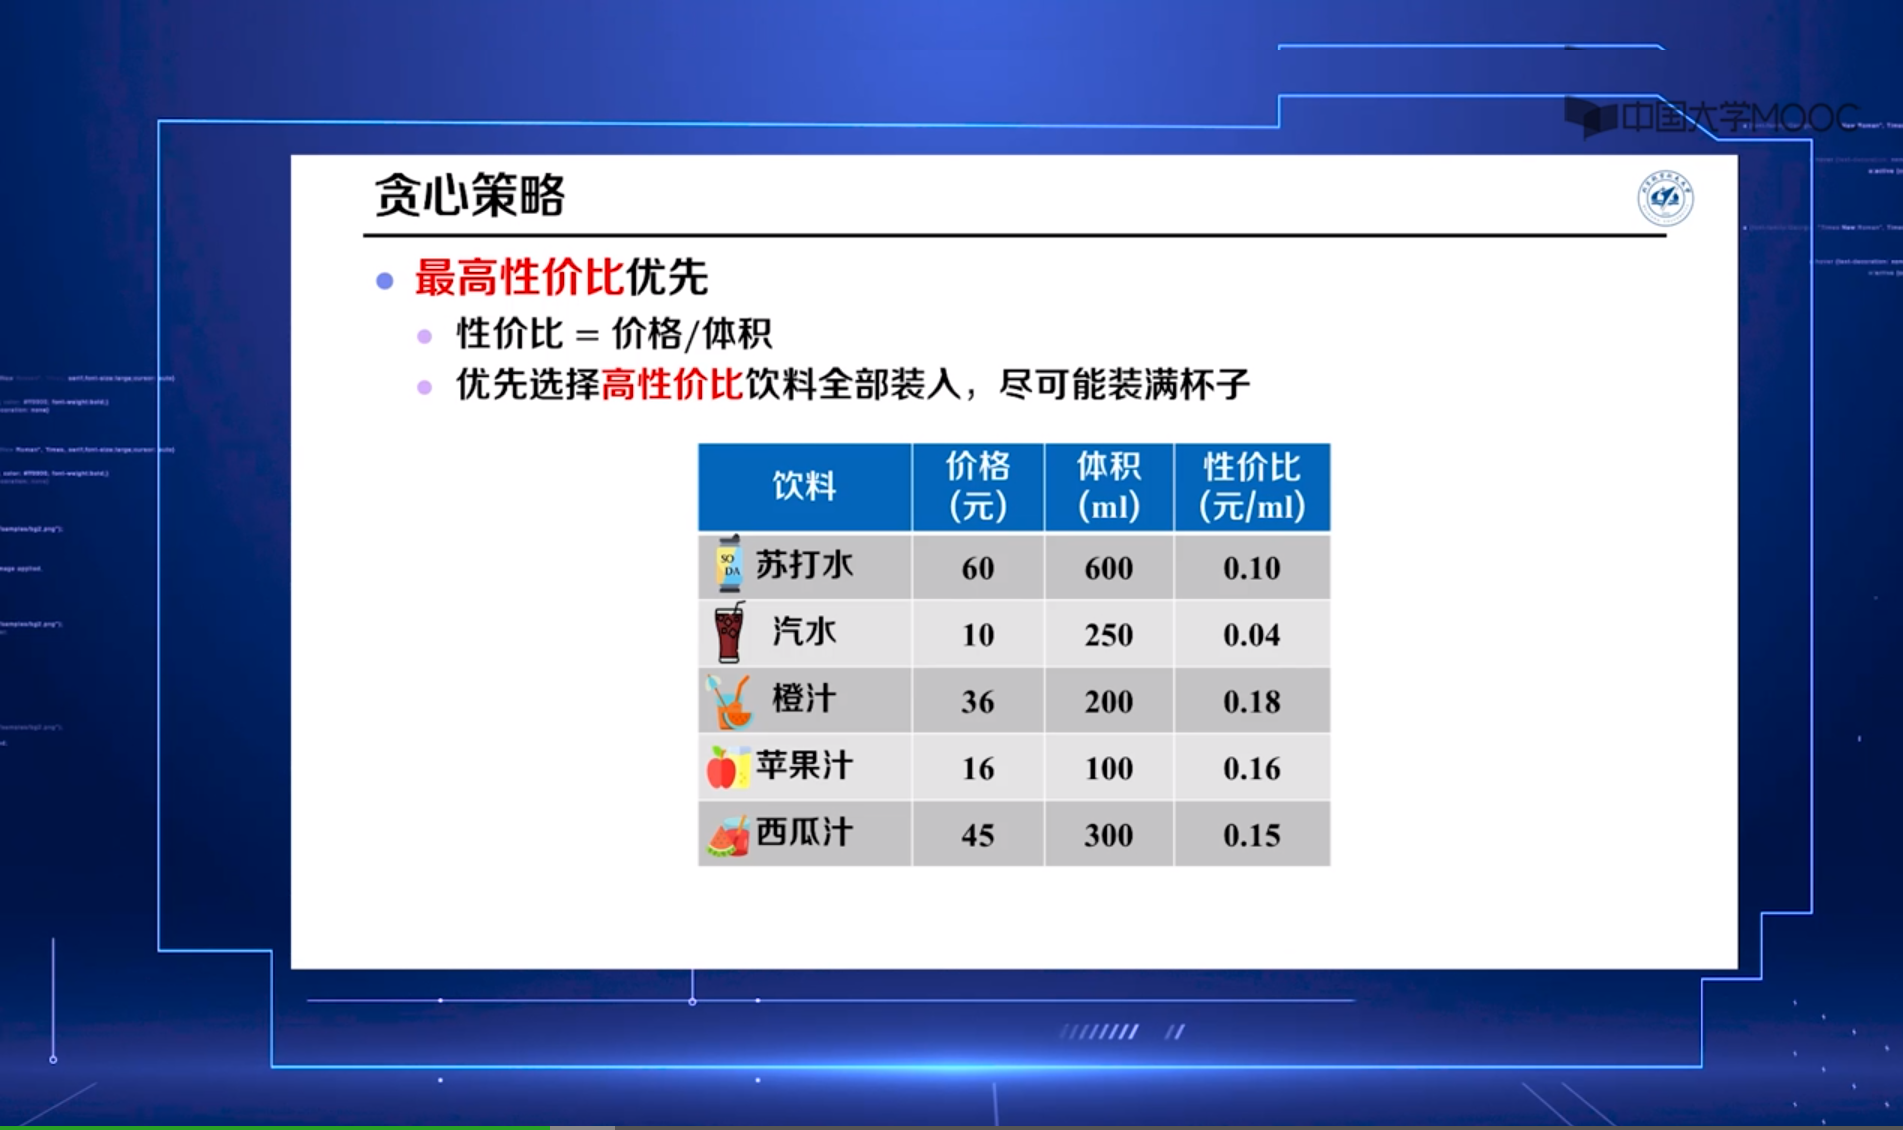 中国大学MOOC
贪心策略
最高性价比优先
性价比 = 价格/体积
优先选择高性价比饮料全部装入，尽可能装满杯子
饮料 价格(元) 体积(ml) 性价比(元/ml)
SO
DA
苏打水 60 600 0.10
汽水 10 250 0.04
橙汁 36 200 0.18
苹果汁 16 100 0.16
西瓜汁 45 300 0.15